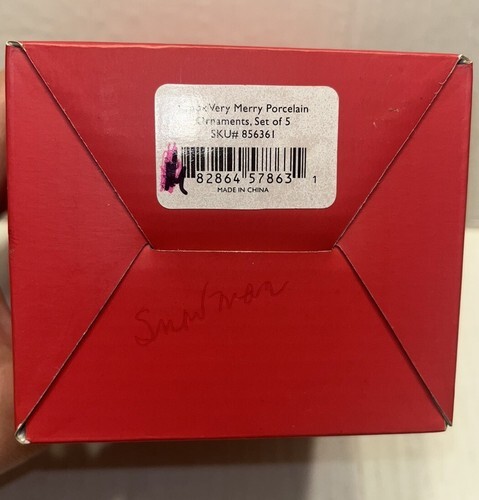 Very Merry Porcelain
Ornaments, Set of 5
SKU# 856361
82864 57863 1
MADE IN CHINA
Snowman